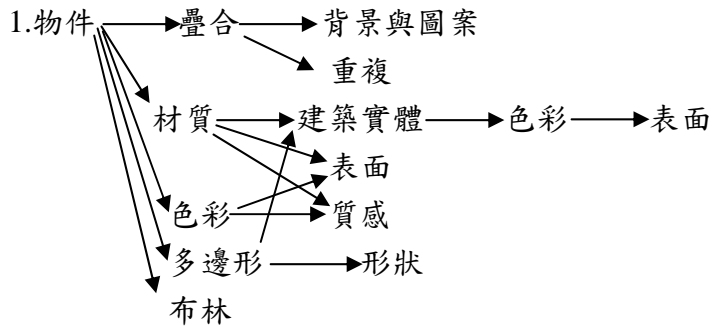 1.物件 疊合 背景與圖案
重複
材質 建築實體 色彩 表面
表面
色彩 質感
多邊形 形狀
布林